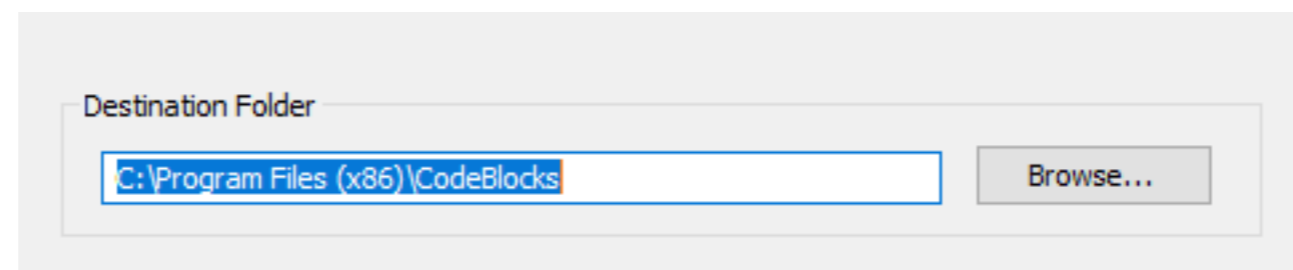 Destination Folder
C:\Program Files (x86)\CodeBlocks
Browse...